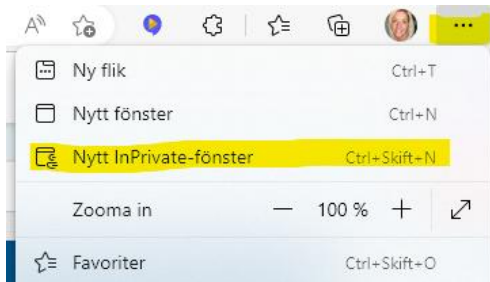 A
Ny flik Ctrl+T
Nytt fönster Ctrl+N
Nytt InPrivate-fönster Ctrl+Skift+N
Zooma in — 100 % +
Favoriter Ctrl+Skift+O